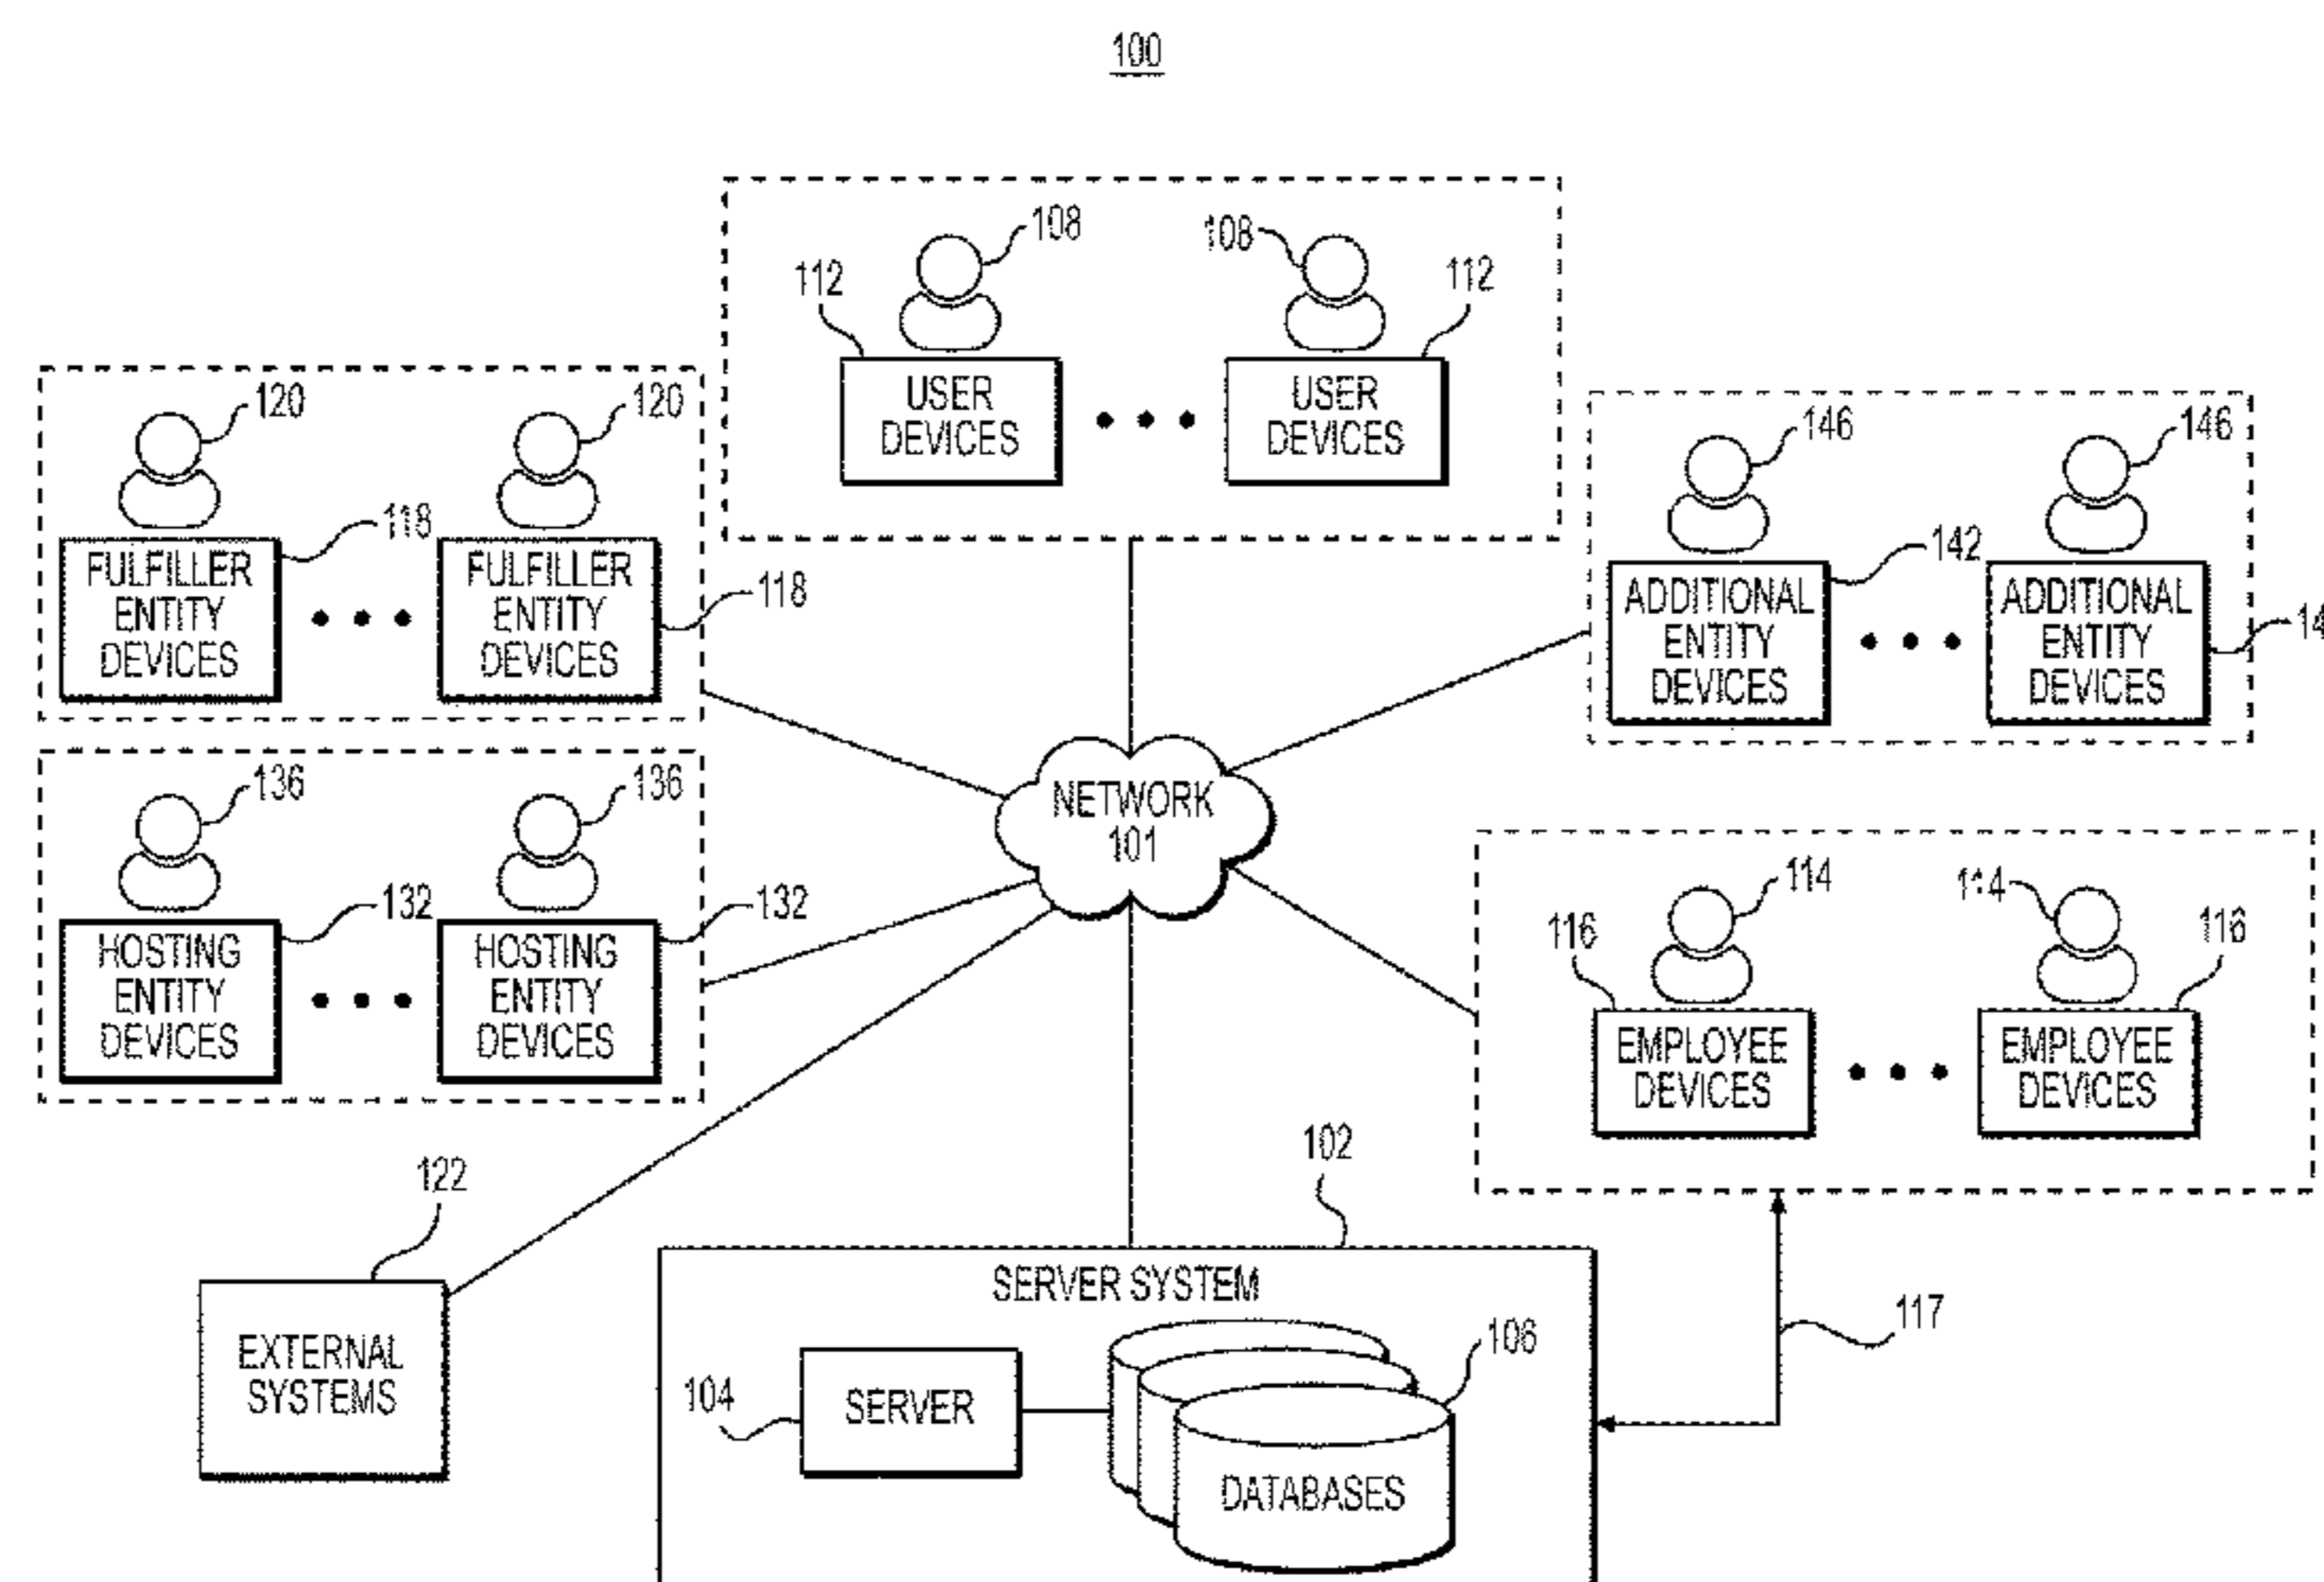 100
108
108
112
112
USER
DEVICES
USER
DEVICES
120
120
118
FULFILLER
ENTITY
DEVICES
FULFILLER
ENTITY
DEVICES
118
146
146
142
ADDITIONAL
ENTITY
DEVICES
ADDITIONAL
ENTITY
DEVICES
NETWORK
101
136
136
132
132
HOSTING
ENTITY
DEVICES
HOSTING
ENTITY
DEVICES
114
114
116
116
EMPLOYEE
DEVICES
EMPLOYEE
DEVICES
122
EXTERNAL
SYSTEMS
102
SERVER SYSTEM
104
SERVER
106
DATABASES
117